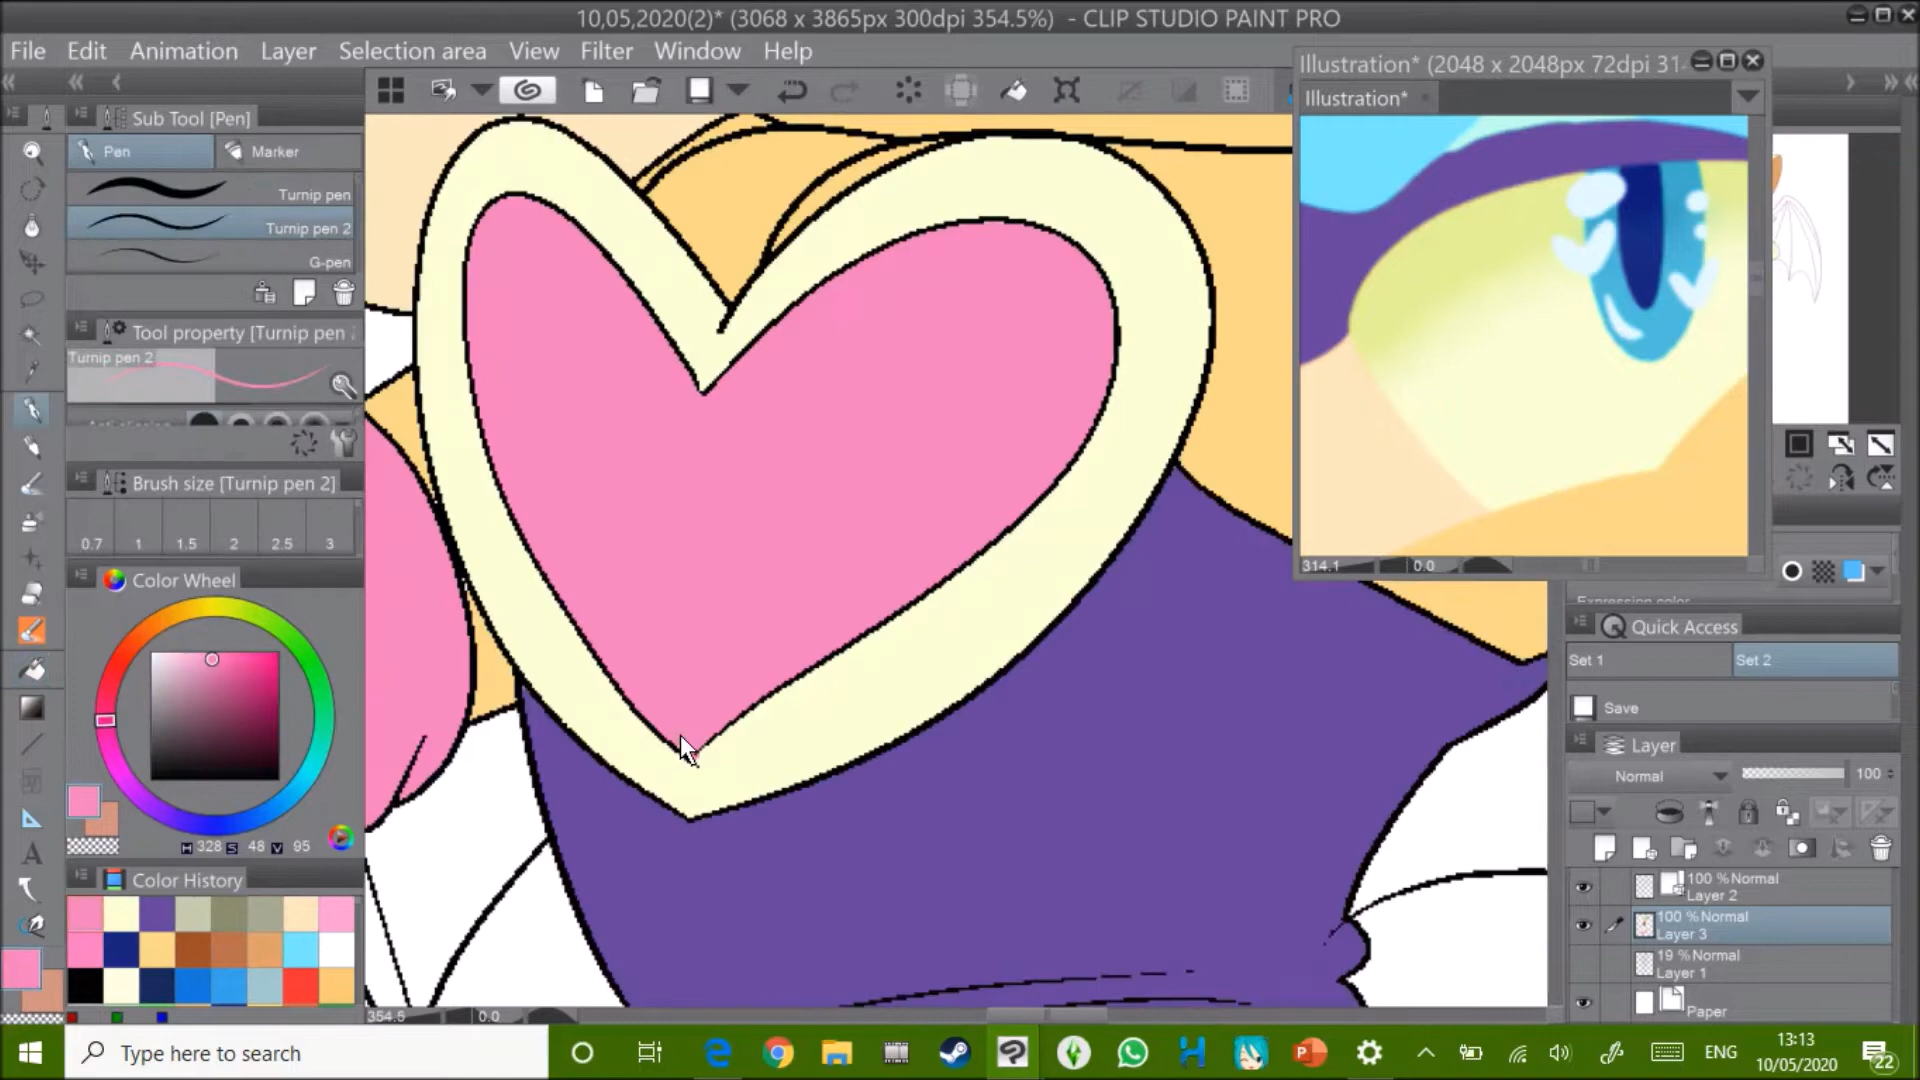 10,05,2020(2)* (3068 x 3865px 300dpi 354.5%) - CLIP STUDIO PAINT PRO
File Edit Animation Layer Selection area View Filter Window Help
Illustration* (2048 x 2048px 72dpi 31
Illustration*
Sub Tool [Pen]
Pen
Marker
Turnip pen
Turnip pen 2
G-pen
Tool property [Turnip pen
Turnip pen 2
Brush size [Turnip pen 2]
0.7 1 1.5 2 2.5 3
Color Wheel
H 328 S 48 V 95
Color History
354.5 0.0
314.1 0.0
Expression color
Quick Access
Set 1
Set 2
Save
Layer
Normal 100
100 % Normal
Layer 2
100 % Normal
Layer 3
19 % Normal
Layer 1
Paper
Type here to search
ENG
13:13
10/05/2020
22